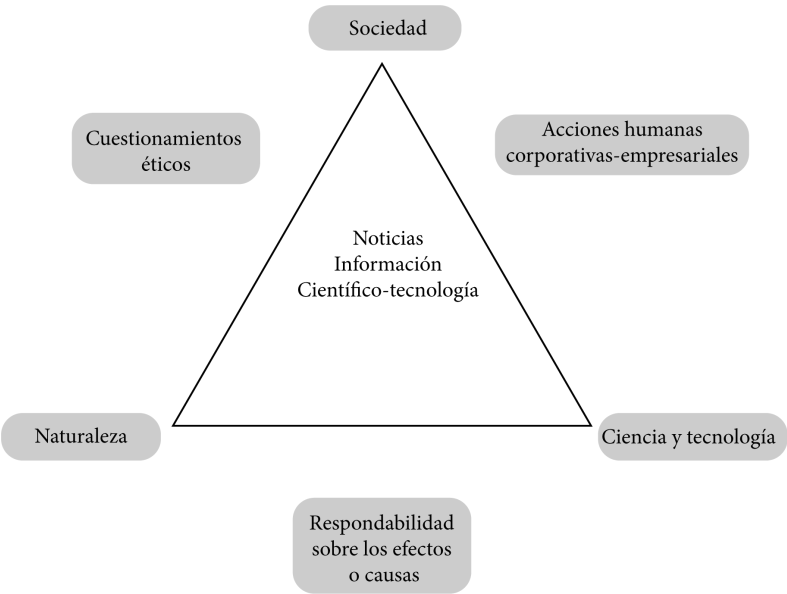 Sociedad
Cuestionamientos
éticos
Acciones humanas
corporativas-empresariales
Noticias
Información
Científico-tecnología
Naturaleza
Ciencia y tecnología
Respondabilidad
sobre los efectos
o causas